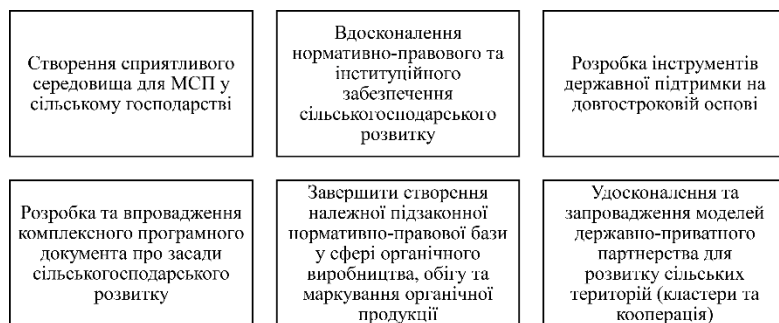 Створення сприятливого
середовища для МСП у
сільському господарстві
Вдосконалення
нормативно-правового та
інституційного
забезпечення
сільськогосподарського
розвитку
Розробка інструментів
державної підтримки на
довгостроковій основі
Розробка та впровадження
комплексного програмного
документа про засади
сільськогосподарського
розвитку
Завершити створення
належної підзаконної
нормативно-правової бази
у сфері органічного
виробництва, обігу та
маркування органічної
продукції
Удосконалення та
запровадження моделей
державно-приватного
партнерства для
розвитку сільських
територій (кластери та
кооперація)